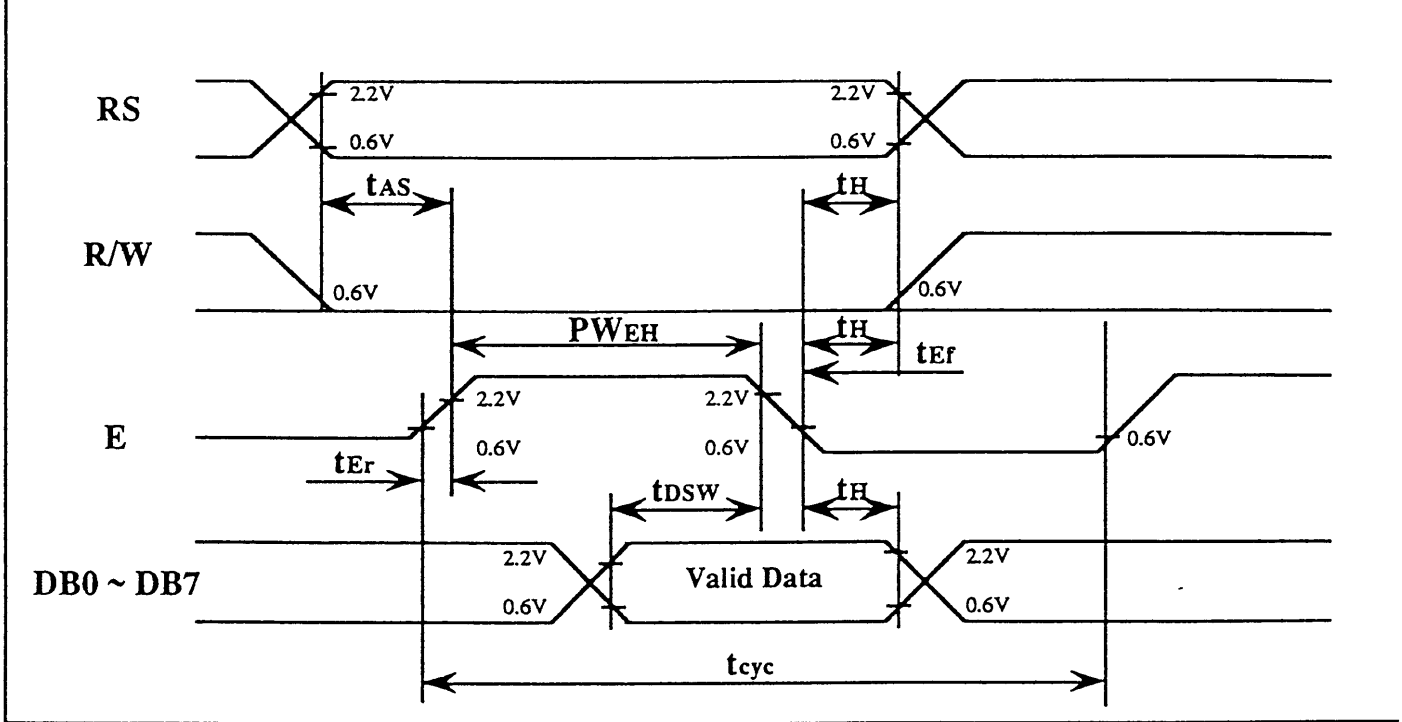 RS 2.2V 2.2V
0.6V 0.6V
tAS tH
R/W
0.6V 0.6V
PWEH tH
tEf
2.2V 2.2V
E 0.6V 0.6V 0.6V
tEr
tDSW tH
2.2V 2.2V
DB0 ~ DB7 Valid Data
0.6V 0.6V
tcyc